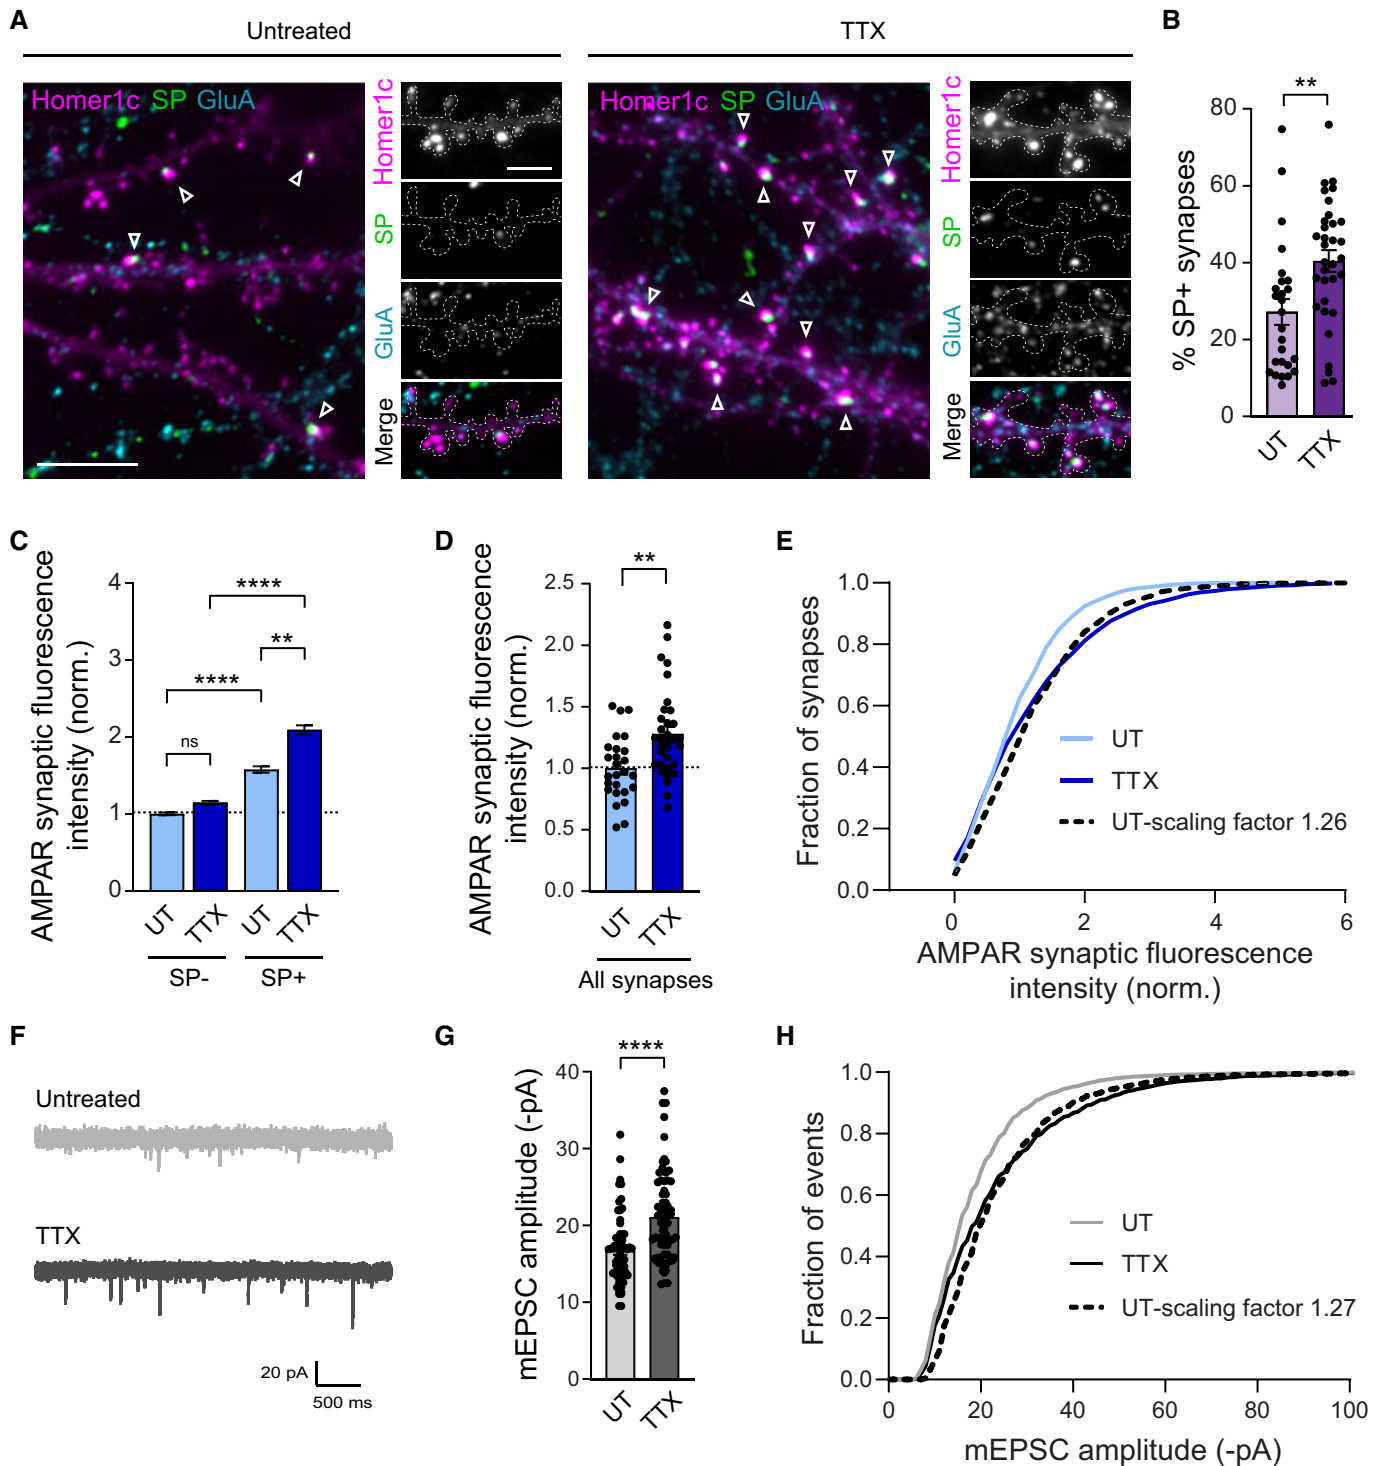 A
Untreated
TTX
Homer1c SP GluA
Homer1c
SP
GluA
Merge
Homer1c SP GluA
Homer1c
SP
GluA
Merge
B
**
% SP+ synapses
80
60
40
20
0
UT
TTX
C
AMPAR synaptic fluorescence
intensity (norm.)
4
3
2
1
0
****
**
****
ns
UT
TTX
UT
TTX
SP-
SP+
D
AMPAR synaptic fluorescence
intensity (norm.)
**
2.5
2.0
1.5
1.0
0.5
0.0
UT
TTX
All synapses
E
Fraction of synapses
1.0
0.8
0.6
0.4
0.2
0.0
UT
TTX
UT-scaling factor 1.26
0
2
4
6
AMPAR synaptic fluorescence
intensity (norm.)
F
Untreated
TTX
20 pA
500 ms
G
mEPSC amplitude (-pA)
****
40
30
20
10
0
UT
TTX
H
Fraction of events
1.0
0.8
0.6
0.4
0.2
0.0
UT
TTX
UT-scaling factor 1.27
0
20
40
60
80
100
mEPSC amplitude (-pA)